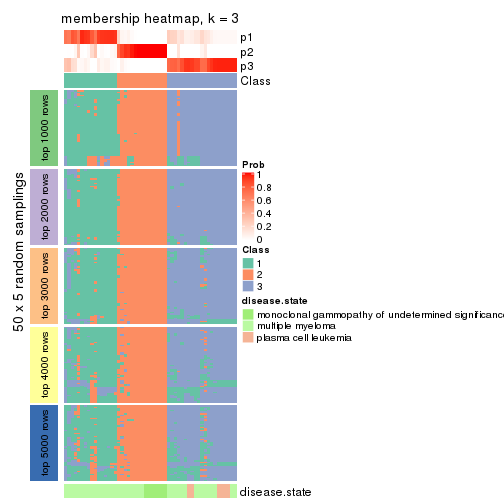 membership heatmap, k = 3
p1
p2
p3
Class
50 x 5 random samplings
top 1000 rows
top 2000 rows
top 3000 rows
top 4000 rows
top 5000 rows
Prob
1
0.8
0.6
0.4
0.2
0
Class
1
2
3
disease.state
monoclonal gammopathy of undetermined significance
multiple myeloma
plasma cell leukemia
disease.state